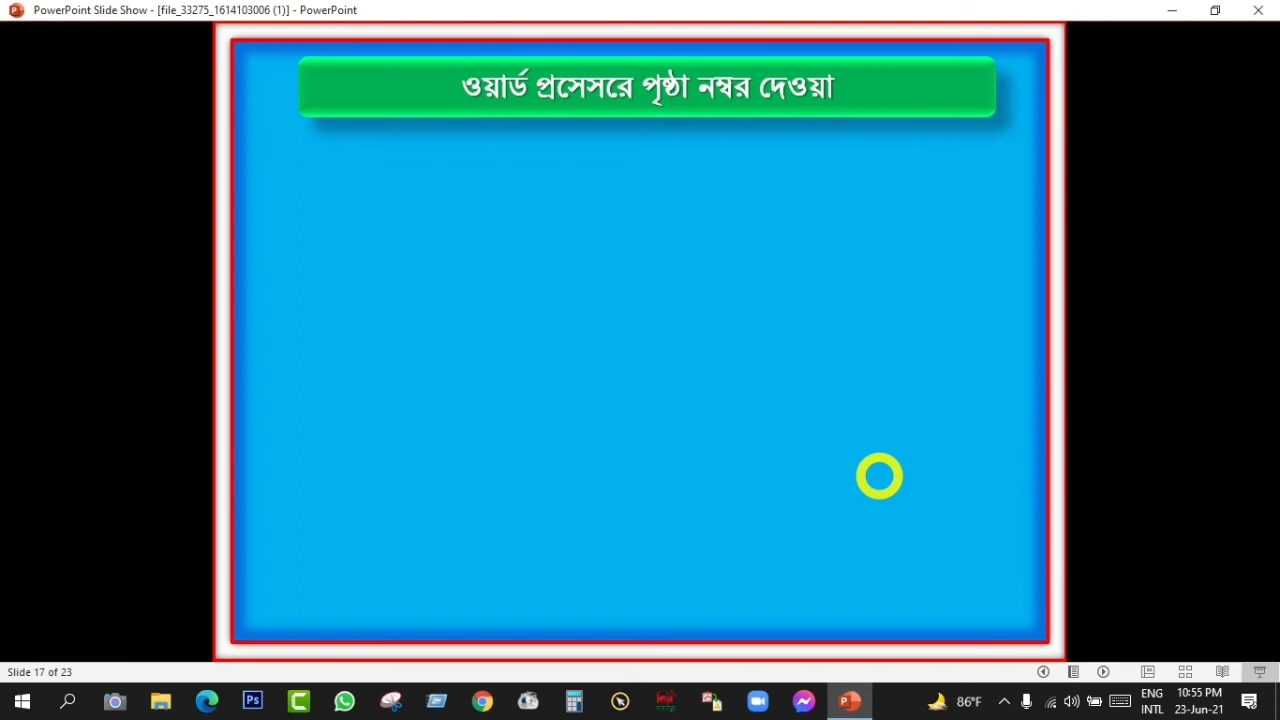 PowerPoint Slide Show - [file_33275_1614103006 (1)] - PowerPoint
ওয়ার্ড প্রসেসরে পৃষ্ঠা নম্বর দেওয়া
Slide 17 of 23
86°F
ENG
INTL
10:55 PM
23-Jun-21